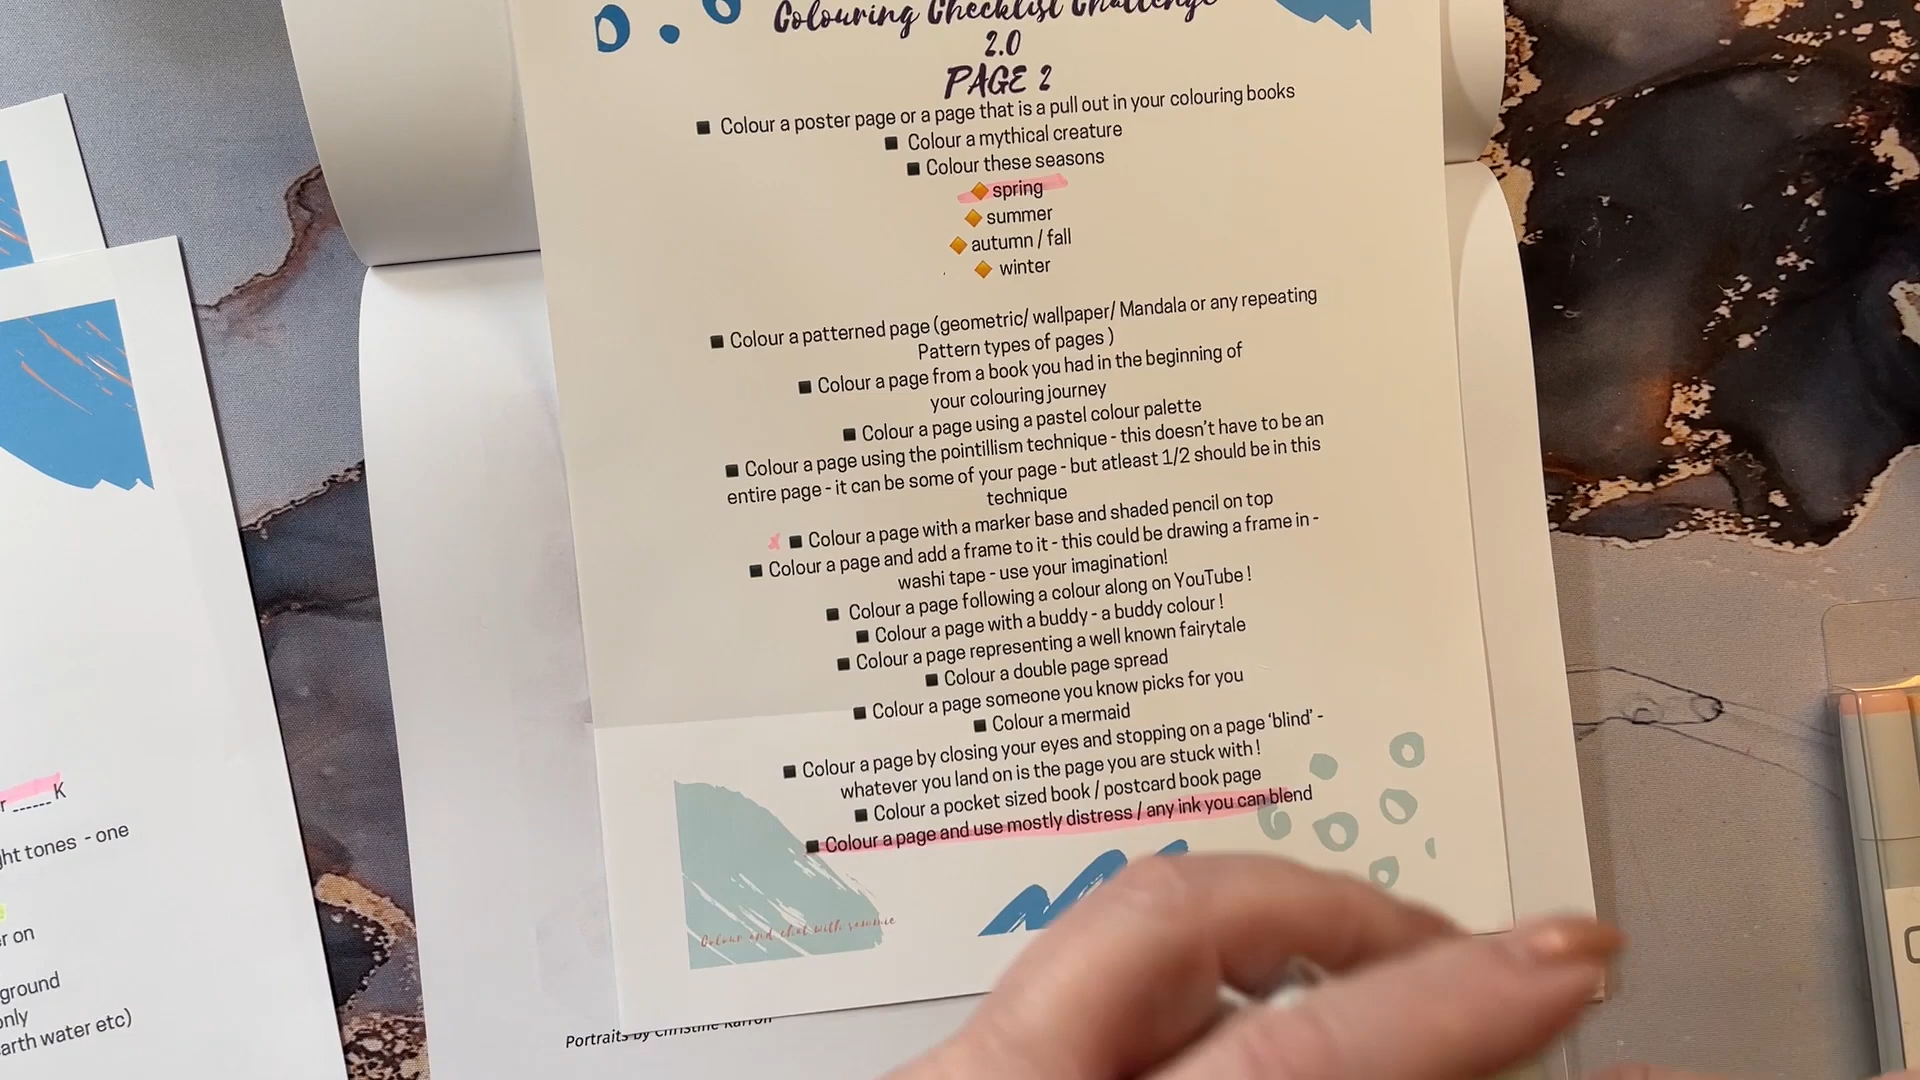 Colouring Checklist Challenge
2.0
PAGE 2
Colour a poster page or a page that is a pull out in your colouring books
Colour a mythical creature
Colour these seasons
spring
summer
autumn / fall
winter
Colour a patterned page (geometric/ wallpaper/ Mandala or any repeating
Pattern types of pages )
Colour a page from a book you had in the beginning of
your colouring journey
Colour a page using a pastel colour palette
Colour a page using the pointillism technique - this doesn't have to be an
entire page - it can be some of your page - but atleast 1/2 should be in this
technique
x Colour a page with a marker base and shaded pencil on top
Colour a page and add a frame to it - this could be drawing a frame in -
washi tape - use your imagination!
Colour a page following a colour along on YouTube !
Colour a page with a buddy - a buddy colour !
Colour a page representing a well known fairytale
Colour a double page spread
Colour a page someone you know picks for you
Colour a mermaid
Colour a page by closing your eyes and stopping on a page 'blind' -
whatever you land on is the page you are stuck with !
Colour a pocket sized book / postcard book page
Colour a page and use mostly distress / any ink you can blend
Colour and chat with sammie
Portraits by Christine Karron
r ______K
ght tones - one
r on
ground
only
arth water etc)